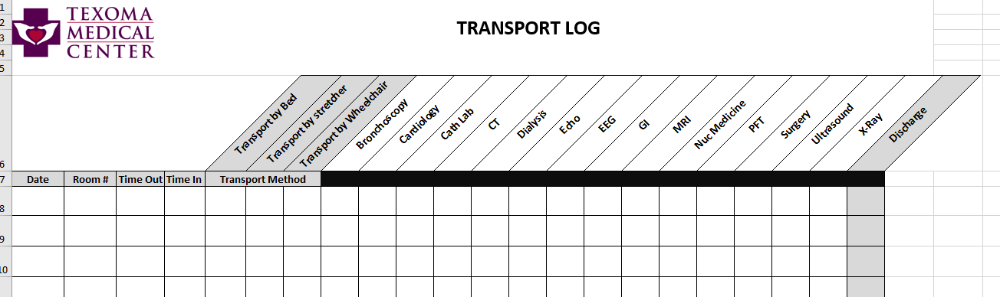 1
TEXOMA
2
MEDICAL
TRANSPORT LOG
3
CENTER
4
5
Transport by Bed
Transport by stretcher
Transport by Wheelchair
Bronchoscopy
Cardiology
Cath Lab
CT
Dialysis
Echo
EEG
GI
MRI
Nuc Medicine
PFT
Surgery
Ultrasound
X-Ray
Discharge
6
7 Date Room # Time Out Time In Transport Method
8
9
10